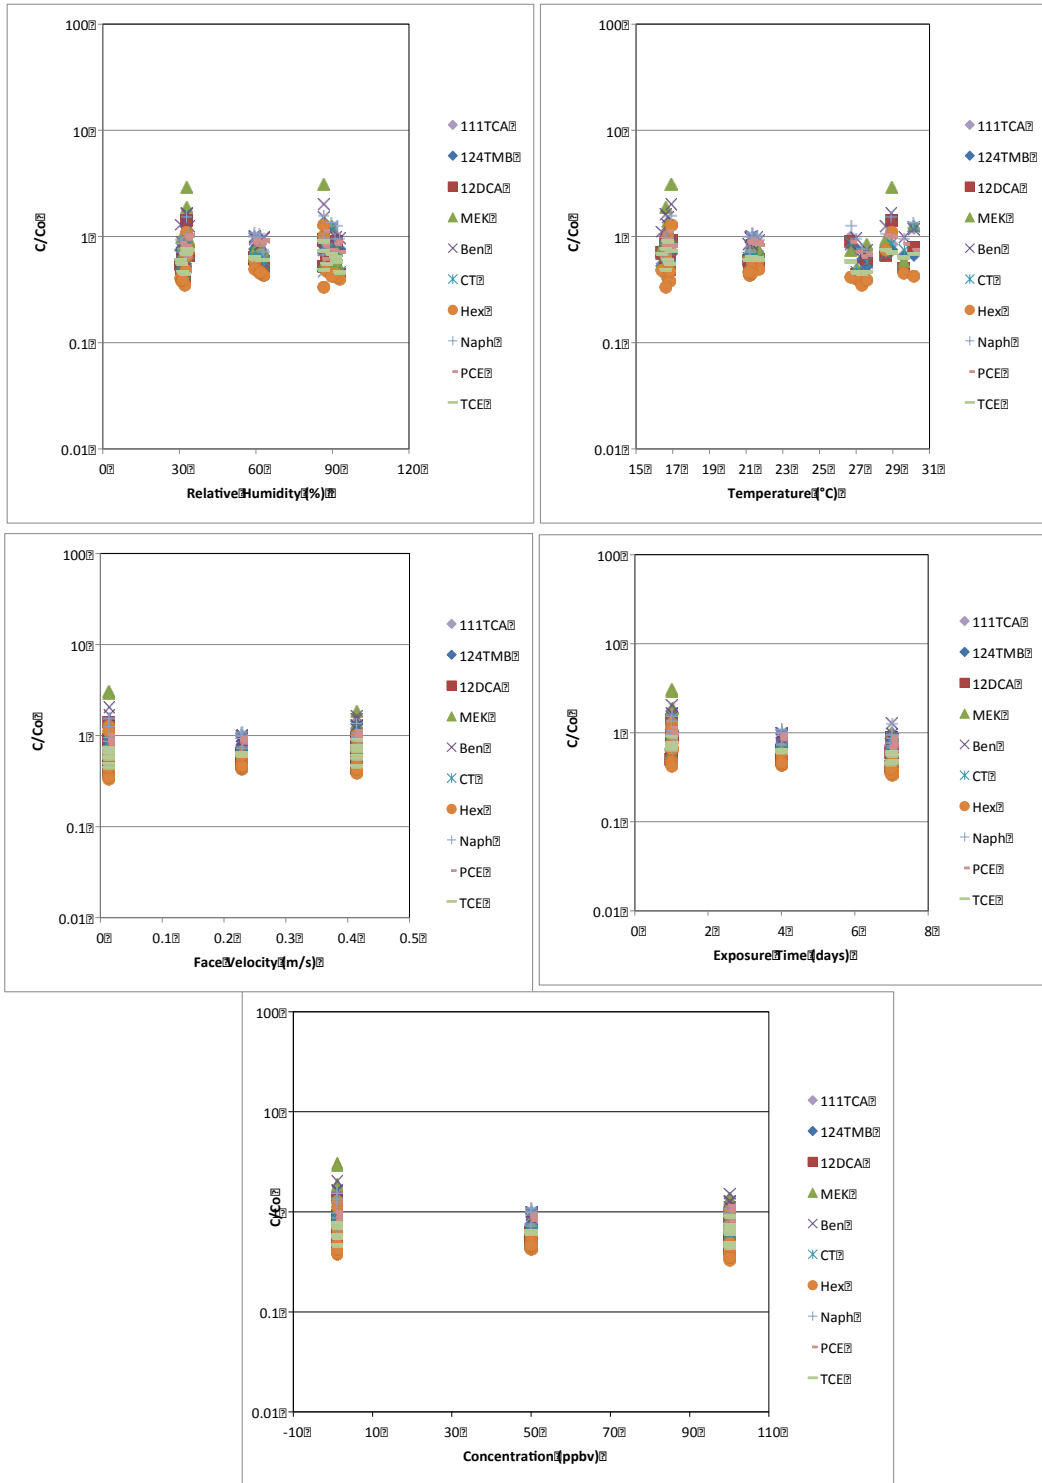 100
10
1
0.1
0.01
C/Co
0 30 60 90 120
Relative Humidity (%)
111TCA
124TMB
12DCA
MEK
Ben
CT
Hex
Naph
PCE
TCE
100
10
1
0.1
0.01
C/Co
15 17 19 21 23 25 27 29 31
Temperature (°C)
111TCA
124TMB
12DCA
MEK
Ben
CT
Hex
Naph
PCE
TCE
100
10
1
0.1
0.01
C/Co
0 0.1 0.2 0.3 0.4 0.5
Face Velocity (m/s)
111TCA
124TMB
12DCA
MEK
Ben
CT
Hex
Naph
PCE
TCE
100
10
1
0.1
0.01
C/Co
0 2 4 6 8
Exposure Time (days)
111TCA
124TMB
12DCA
MEK
Ben
CT
Hex
Naph
PCE
TCE
100
10
1
0.1
0.01
C/Co
-10 10 30 50 70 90 110
Concentration (ppbv)
111TCA
124TMB
12DCA
MEK
Ben
CT
Hex
Naph
PCE
TCE